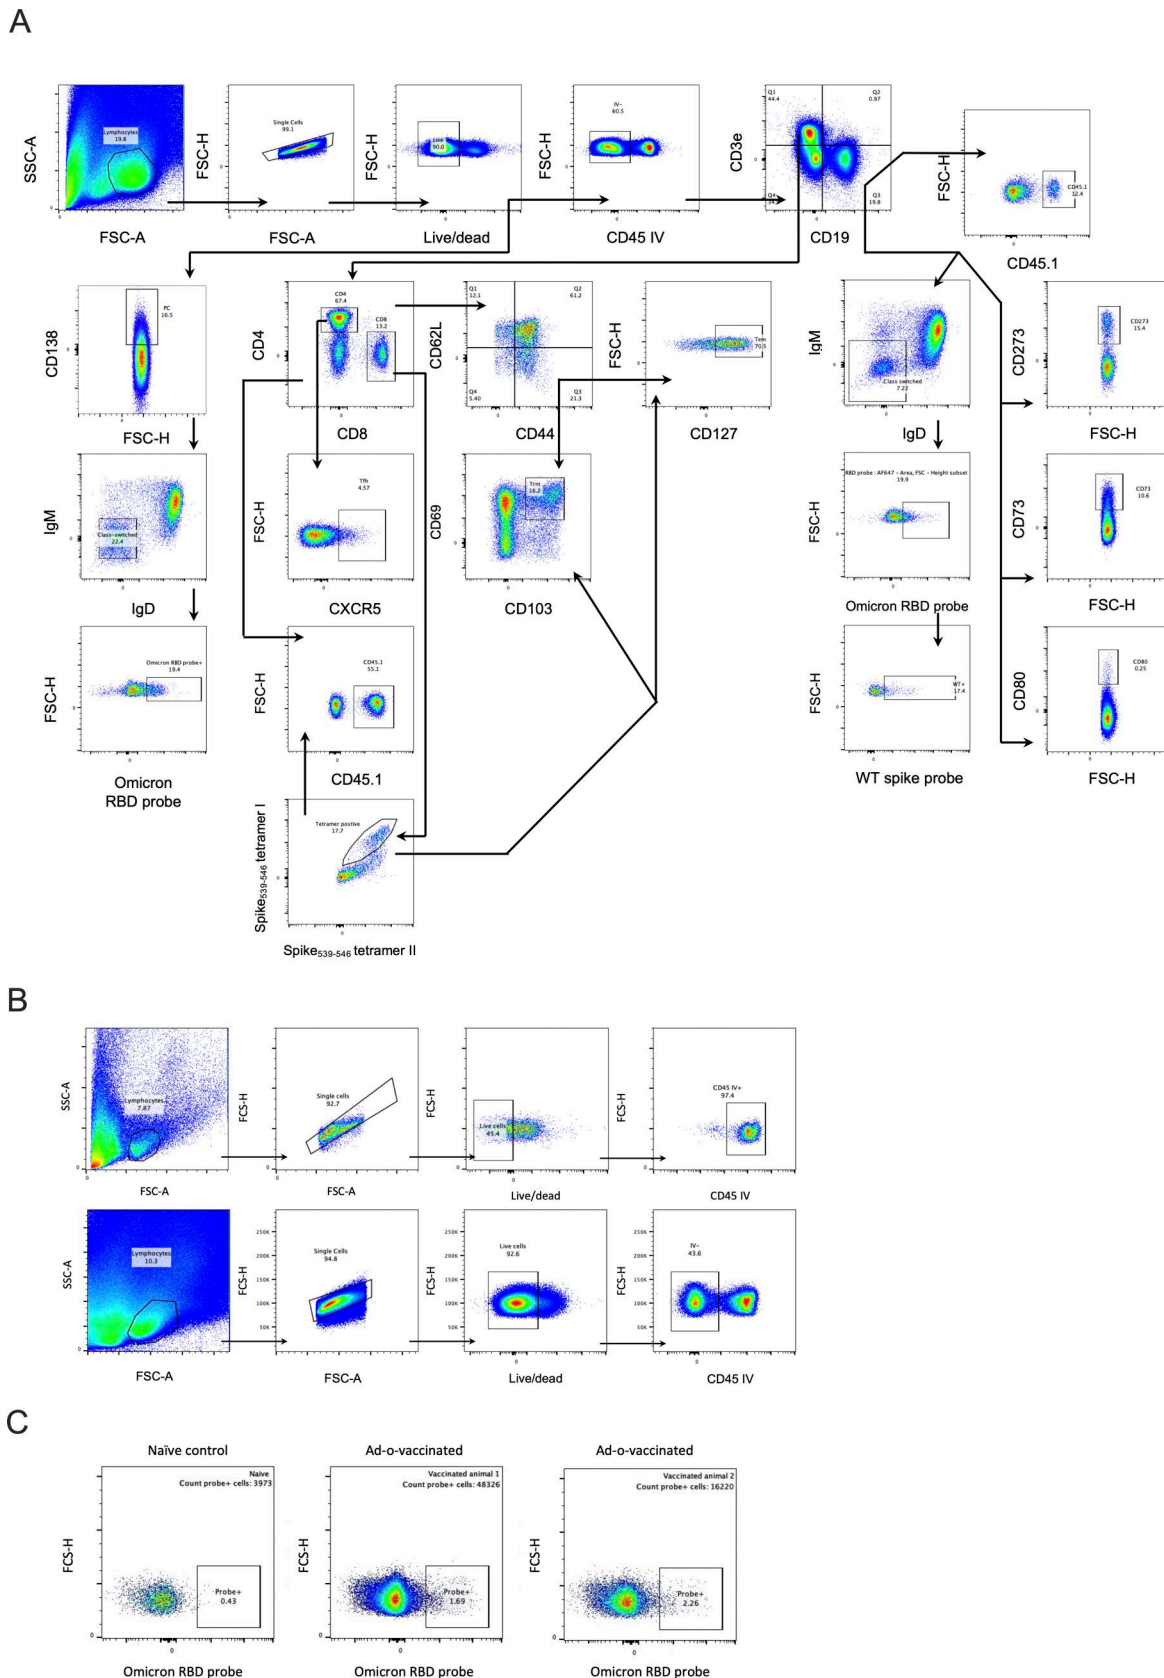 A
SSC-A
Lymphocytes
19.8
FSC-A
FSC-H
Single Cells
99.1
FSC-A
FSC-H
Live
90.0
Live/dead
FSC-H
IV-
60.5
CD45 IV
CD3e
Q1
44.4
Q2
0.97
Q4
Q3
19.8
CD19
FSC-H
CD45.1
12.4
CD45.1
CD138
PC
16.5
FSC-H
CD4
CD4
67.4
CD8
13.2
CD8
CD62L
Q1
12.1
Q2
61.2
Q4
5.40
Q3
21.3
CD44
FSC-H
Tem
70.5
CD127
IgM
Class switched
7.22
IgD
CD273
CD273
15.4
FSC-H
IgM
Class-switched
22.4
IgD
FSC-H
Tfh
4.57
CXCR5
CD69
Trm
16.2
CD103
FSC-H
RBD probe : AF647 - Area, FSC - Height subset
19.9
Omicron RBD probe
CD73
CD73
10.6
FSC-H
FSC-H
Omicron RBD probe+
19.4
Omicron
RBD probe
FSC-H
CD45.1
55.1
CD45.1
FSC-H
WT+
17.4
WT spike probe
CD80
CD80
0.25
FSC-H
Spike539-546 tetramer I
Tetramer postive
17.7
Spike539-546 tetramer II
B
SSC-A
Lymphocytes
7.87
FSC-A
FCS-H
Single cells
92.7
FSC-A
FCS-H
Live cells
45.4
Live/dead
FCS-H
CD45 IV+
97.4
CD45 IV
SSC-A
Lymphocytes
10.3
FSC-A
FCS-H
Single Cells
94.8
FSC-A
FCS-H
250K
200K
150K
100K
50K
Live cells
92.6
Live/dead
FCS-H
250K
200K
150K
100K
50K
IV-
43.6
CD45 IV
C
Naïve control
Ad-o-vaccinated
Ad-o-vaccinated
FCS-H
Naive
Count probe+ cells: 3973
Probe+
0.43
Omicron RBD probe
FCS-H
Vaccinated animal 1
Count probe+ cells: 48326
Probe+
1.69
Omicron RBD probe
FCS-H
Vaccinated animal 2
Count probe+ cells: 16220
Probe+
2.26
Omicron RBD probe